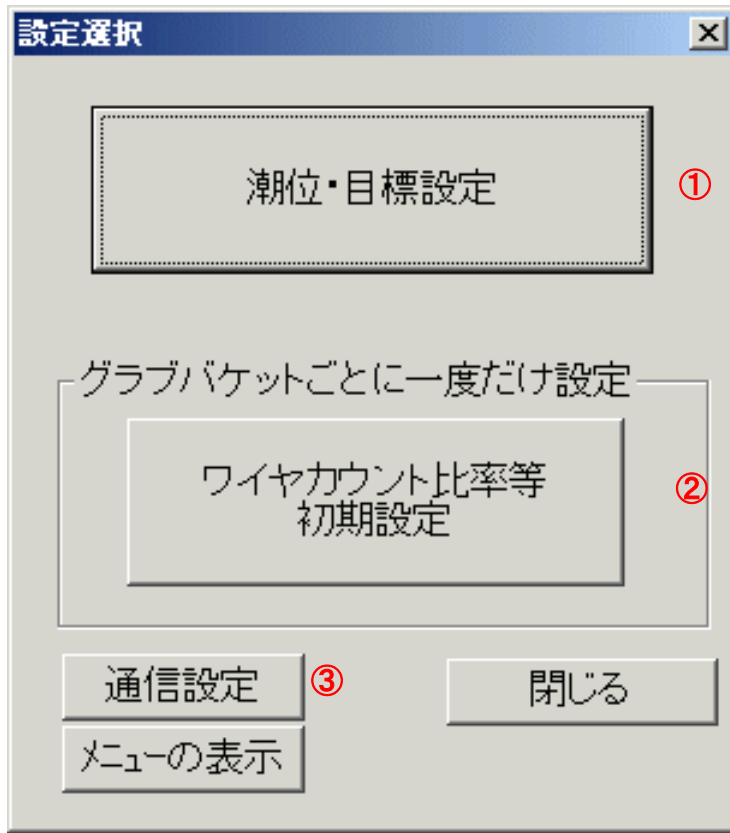 設定選択
潮位・目標設定
①
グラブバケットごとに一度だけ設定
ワイヤカウント比率等
初期設定
②
通信設定
③
閉じる
メニューの表示